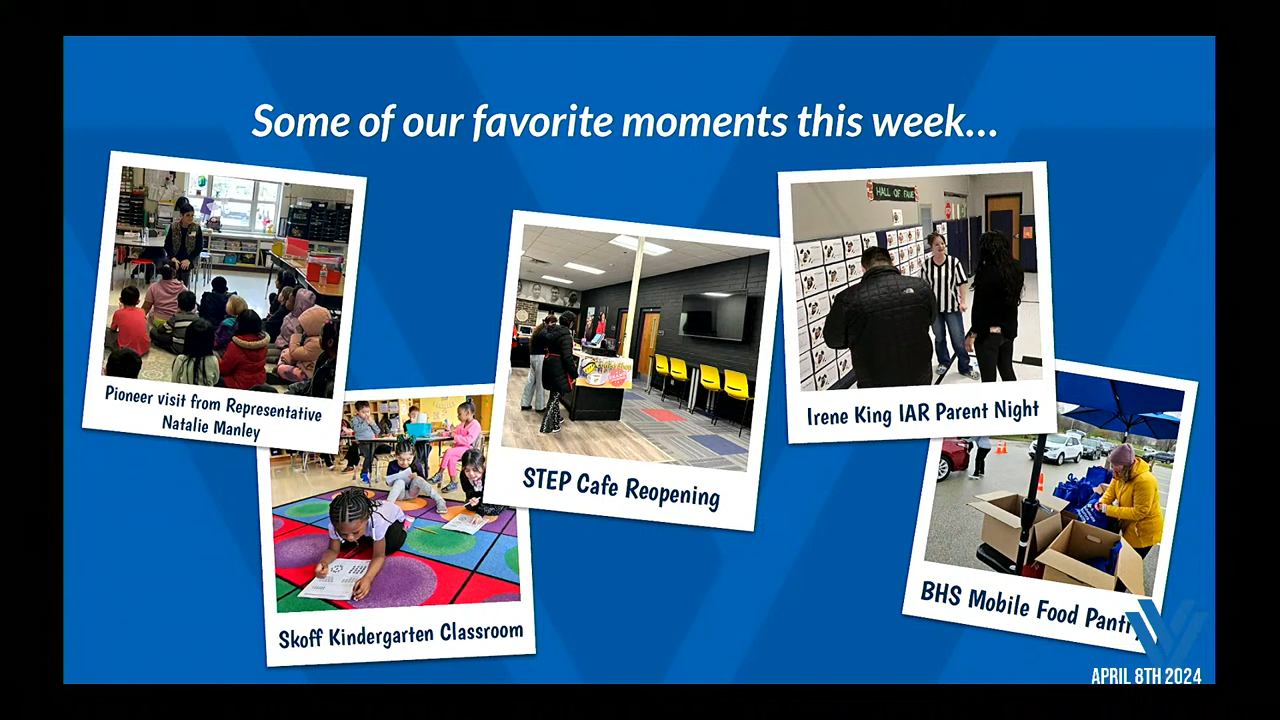 Some of our favorite moments this week...
HALL OF FAME
Pioneer visit from Representative
Natalie Manley
STEP Cafe Reopening
Irene King IAR Parent Night
Skoff Kindergarten Classroom
BHS Mobile Food Pantry
APRIL 8TH 2024